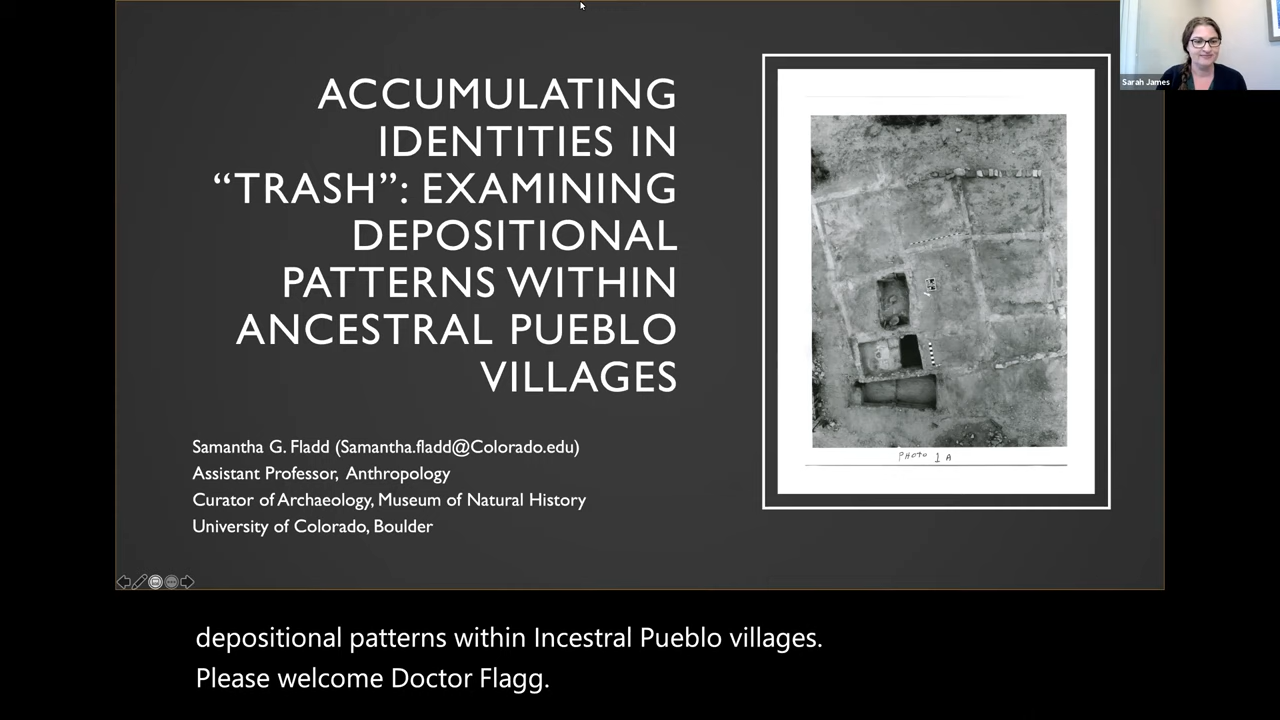 ACCUMULATING
IDENTITIES IN
“TRASH”: EXAMINING
DEPOSITIONAL
PATTERNS WITHIN
ANCESTRAL PUEBLO
VILLAGES
Samantha G. Fladd (Samantha.fladd@Colorado.edu)
Assistant Professor, Anthropology
Curator of Archaeology, Museum of Natural History
University of Colorado, Boulder
PHOTO 1 A
Sarah James
depositional patterns within Incestral Pueblo villages.
Please welcome Doctor Flagg.